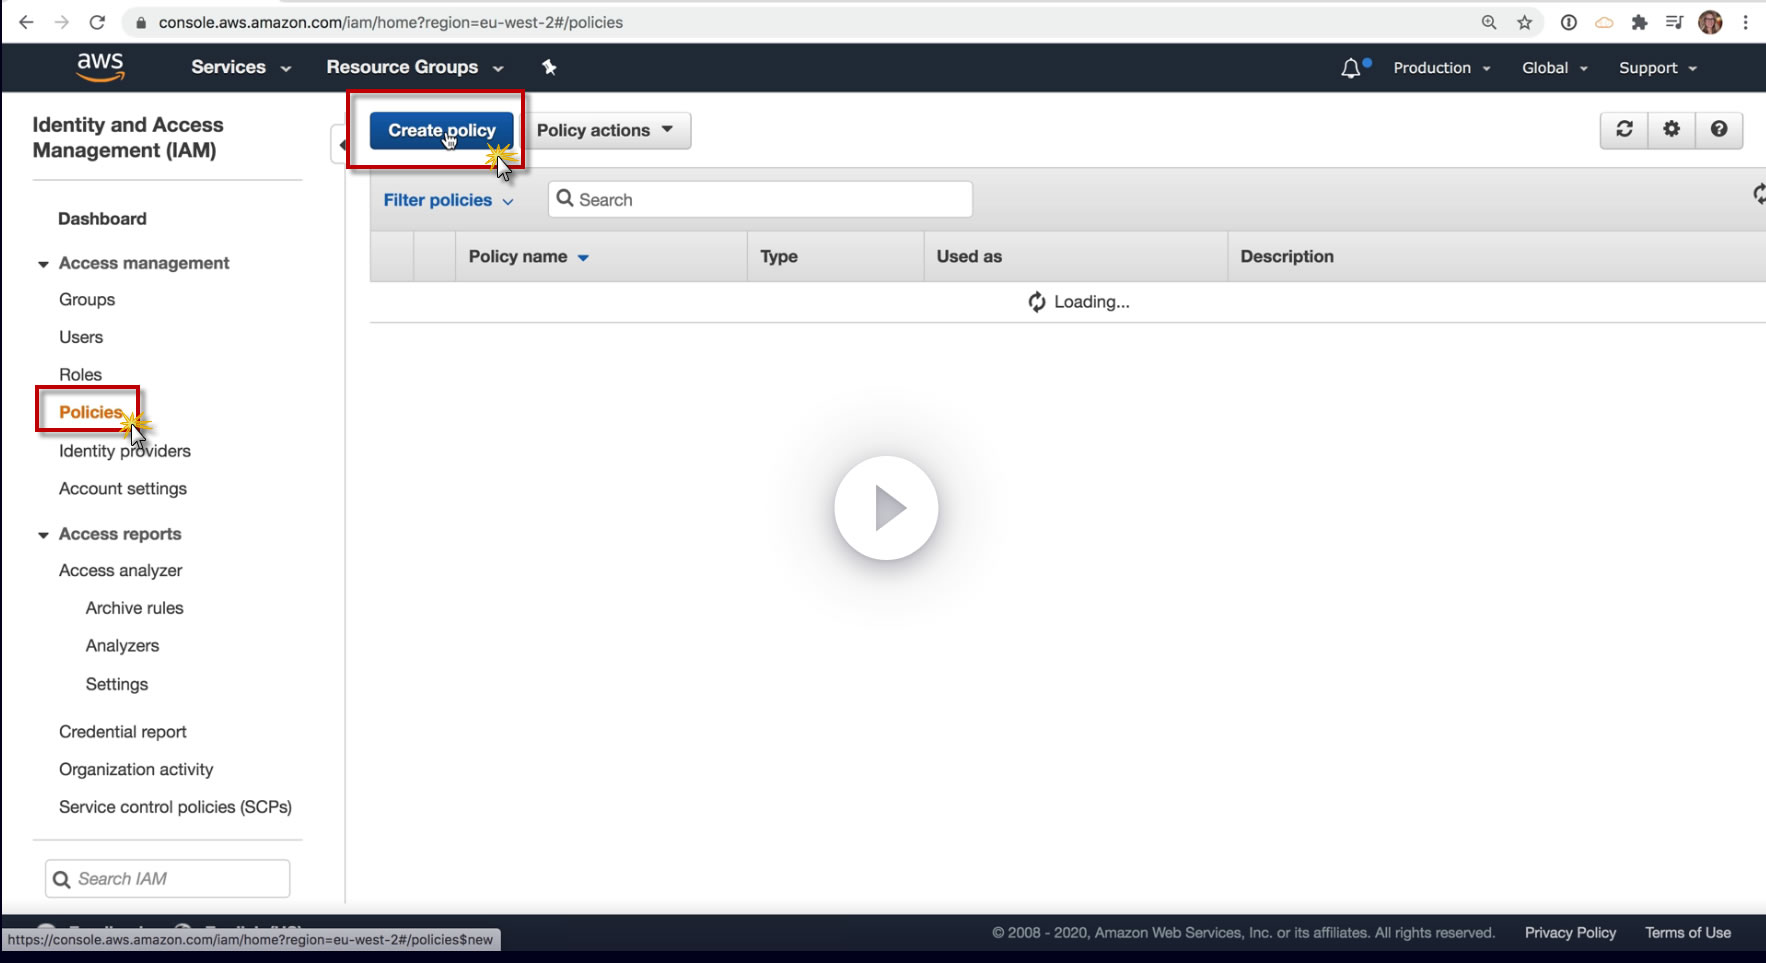 console.aws.amazon.com/iam/home?region=eu-west-2#/policies
aws
Services
Resource Groups
Production
Global
Support
Identity and Access
Management (IAM)
Dashboard
Access management
Groups
Users
Roles
Policies
Identity providers
Account settings
Access reports
Access analyzer
Archive rules
Analyzers
Settings
Credential report
Organization activity
Service control policies (SCPs)
Search IAM
Create policy
Policy actions
Filter policies
Search
Policy name
Type
Used as
Description
Loading...
https://console.aws.amazon.com/iam/home?region=eu-west-2#/policies$new
© 2008 - 2020, Amazon Web Services, Inc. or its affiliates. All rights reserved.
Privacy Policy
Terms of Use